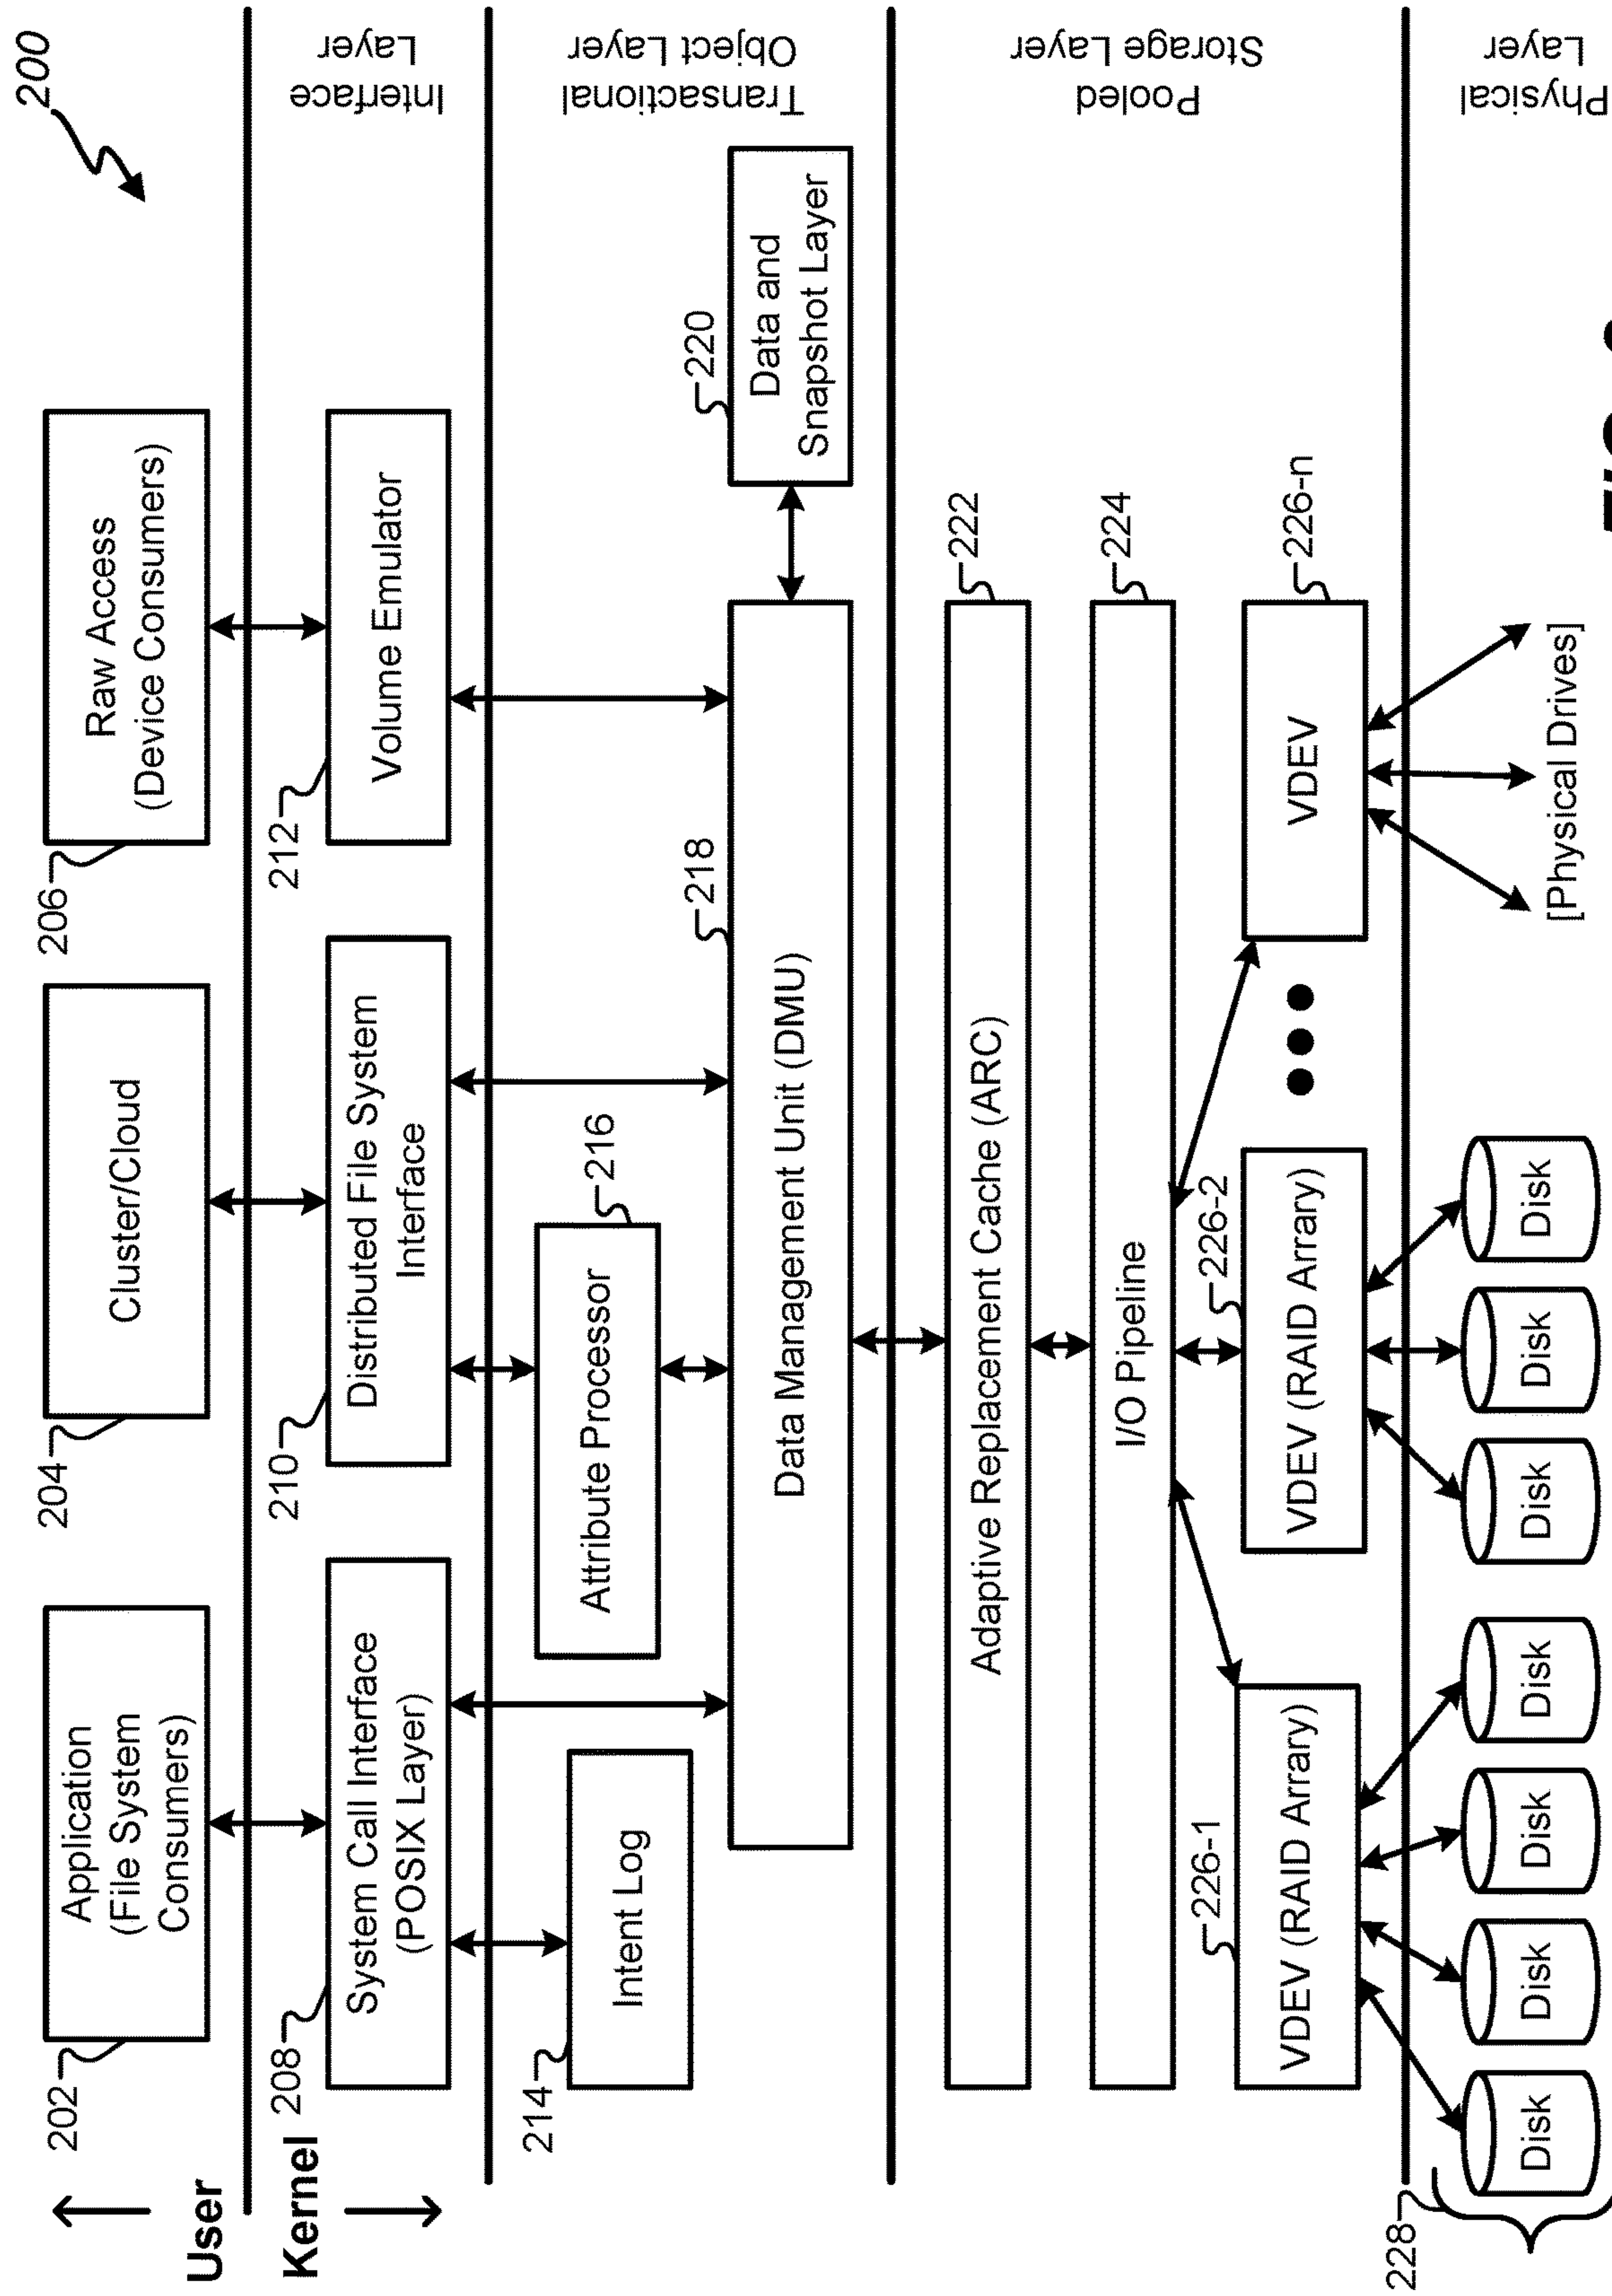 200
User
Kernel
202
Application
(File System
Consumers)
204
Cluster/Cloud
206
Raw Access
(Device Consumers)
208
System Call Interface
(POSIX Layer)
210
Distributed File System
Interface
212
Volume Emulator
Interface
Layer
214
Intent Log
Attribute Processor
216
218
Data Management Unit (DMU)
220
Data and
Snapshot Layer
Transactional
Object Layer
Adaptive Replacement Cache (ARC)
222
I/O Pipeline
224
226-1
VDEV (RAID Arrary)
226-2
VDEV (RAID Arrary)
VDEV
226-n
Pooled
Storage Layer
228
Disk
Disk
Disk
Disk
Disk
Disk
Disk
[Physical Drives]
Physical
Layer